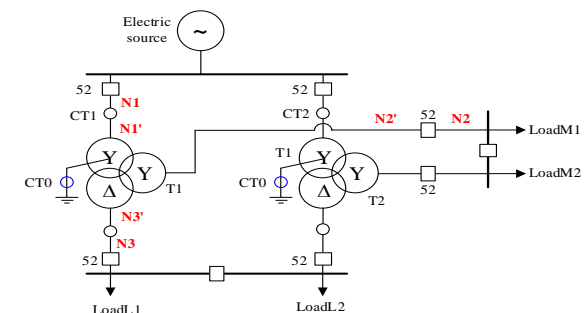 Electric
source
~
52
N1
52
CT1
CT2
N1'
N2'
52
N2
LoadM1
Y
Y
T1
Y
Y
CT0
Δ
T1
CT0
Δ
T2
52
LoadM2
N3'
N3
52
52
LoadL1
LoadL2